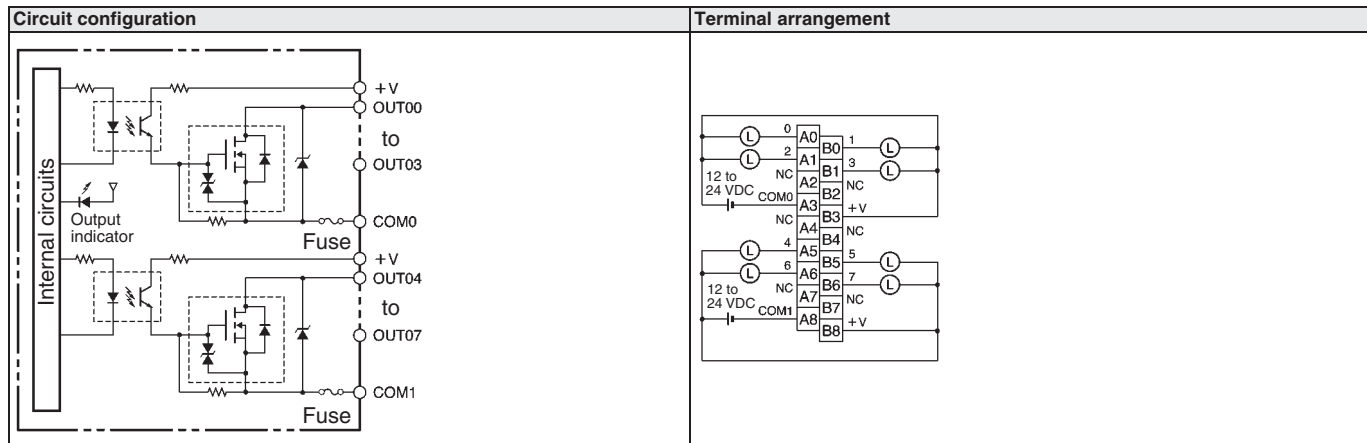 Circuit configuration
Terminal arrangement
+V
OUT00
to
OUT03
COM0
Fuse
Internal circuits
Output
indicator
+V
OUT04
to
OUT07
COM1
Fuse
0 A0 B0 1
L L
2 A1 B1 3
L L
NC A2 B2 NC
12 to
24 VDC
COM0 A3 B3 +V
NC A4 B4 NC
4 A5 B5 5
L L
6 A6 B6 7
L L
NC A7 B7 NC
12 to
24 VDC
COM1 A8 B8 +V